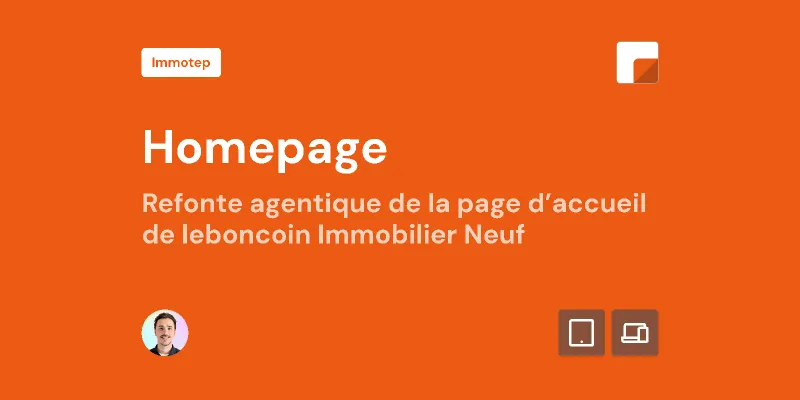 Immotep
Homepage
Refonte agentique de la page d’accueil
de leboncoin Immobilier Neuf